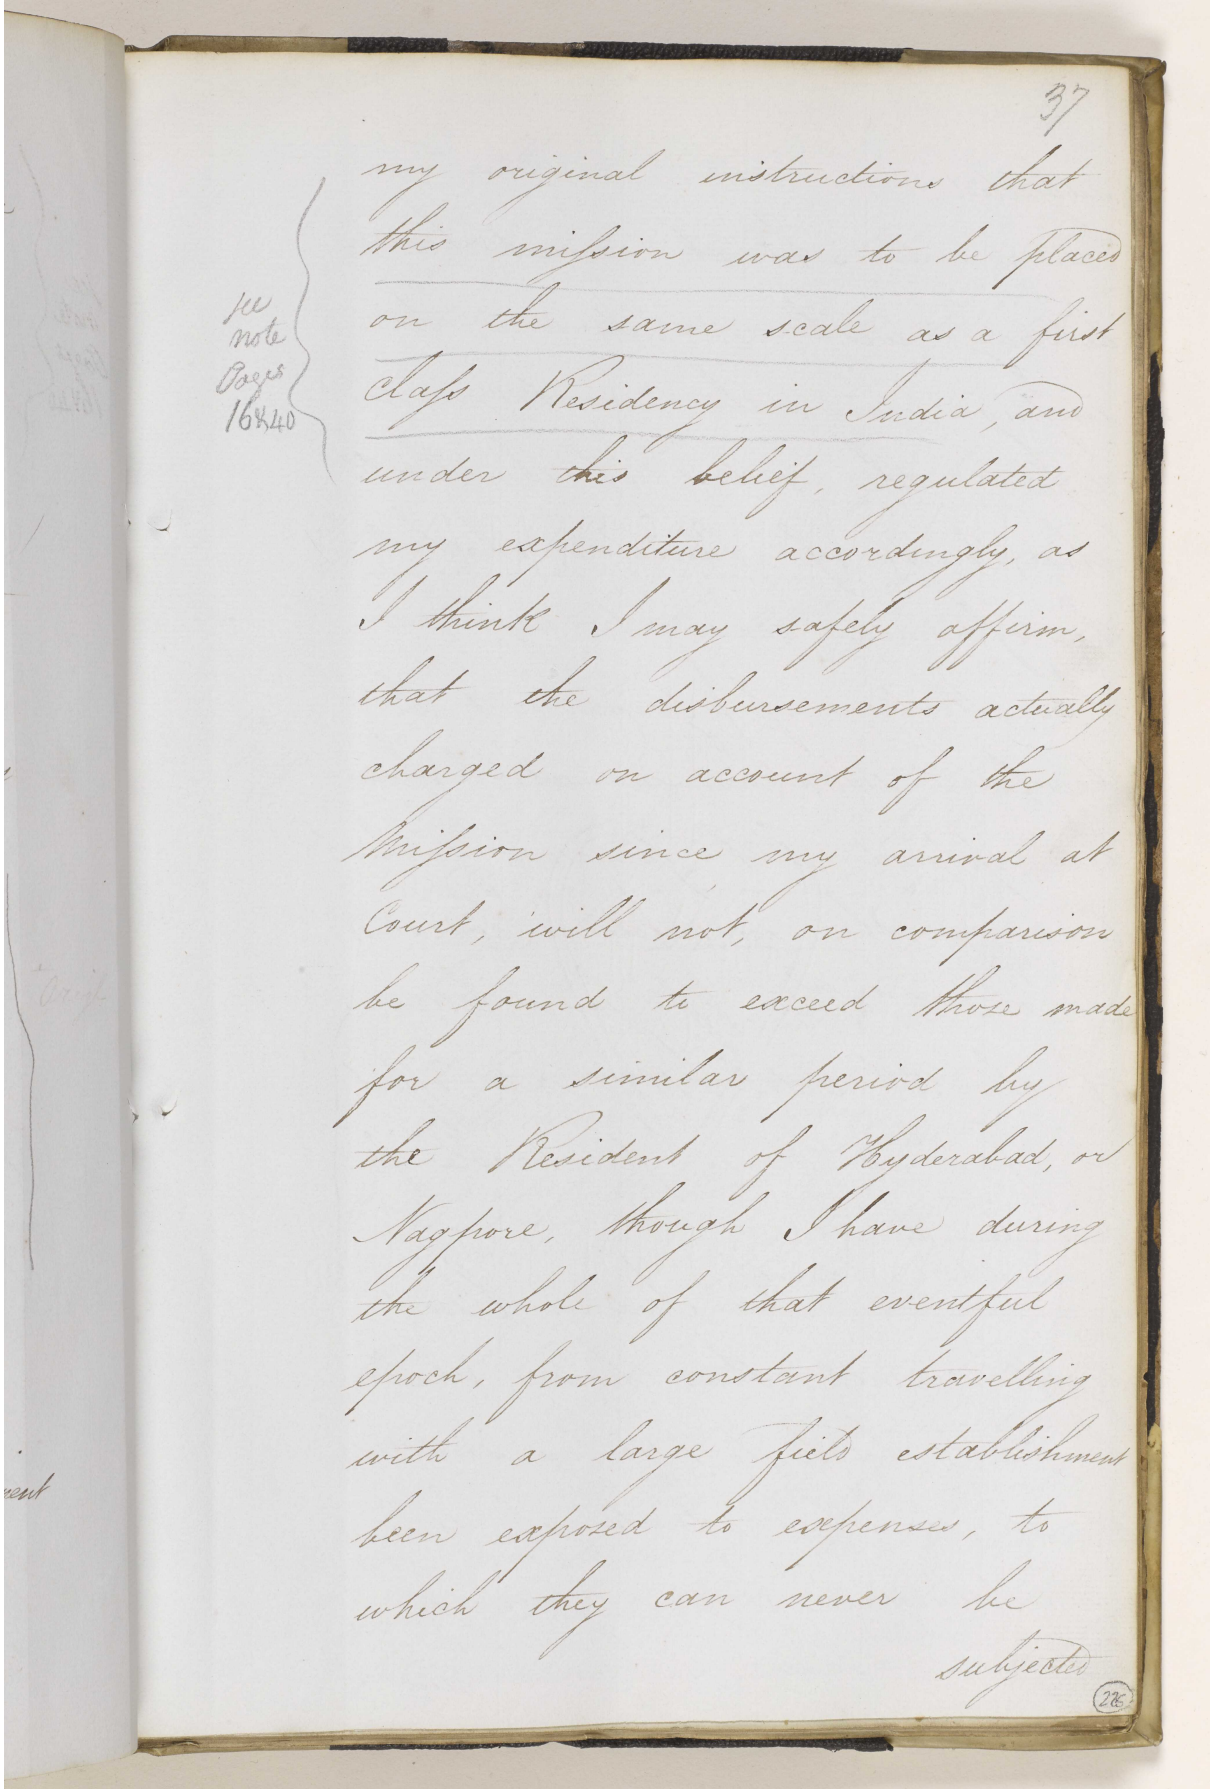 37
my original instructions that
this mission was to be placed
on the same scale as a first
class Residency in India, and
see
note
Pages
16&40
under this belief, regulated
my expenditure accordingly, as
I think I may safely affirm,
that the disbursements actually
charged on account of the
Mission since my arrival at
Court, will not, on comparison
be found to exceed those made
for a similar period by
the Resident of Hyderabad, or
Nagpore, though I have during
the whole of that eventful
epoch, from constant travelling
with a large field establishment
been exposed to expenses, to
which they can never be
subjected